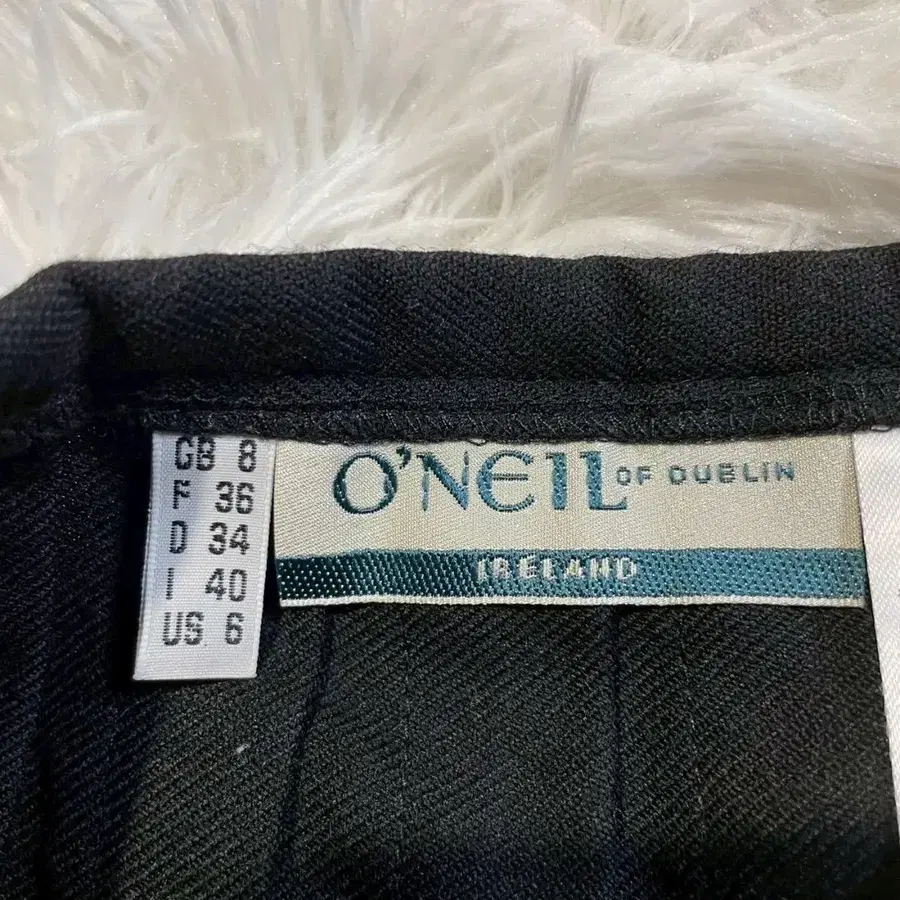 GB 8
F 36
D 34
I 40
US 6
O'NEIL OF DUBLIN
IRELAND